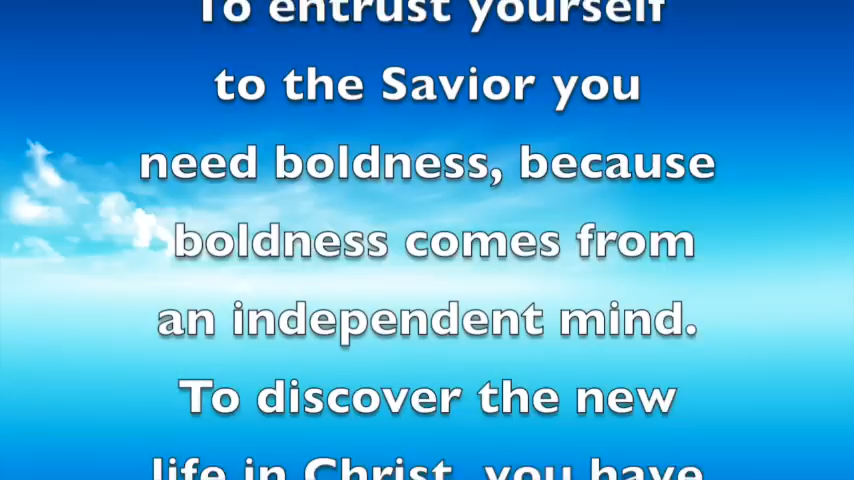 To entrust yourself
to the Savior you
need boldness, because
boldness comes from
an independent mind.
To discover the new
life in Christ, you have